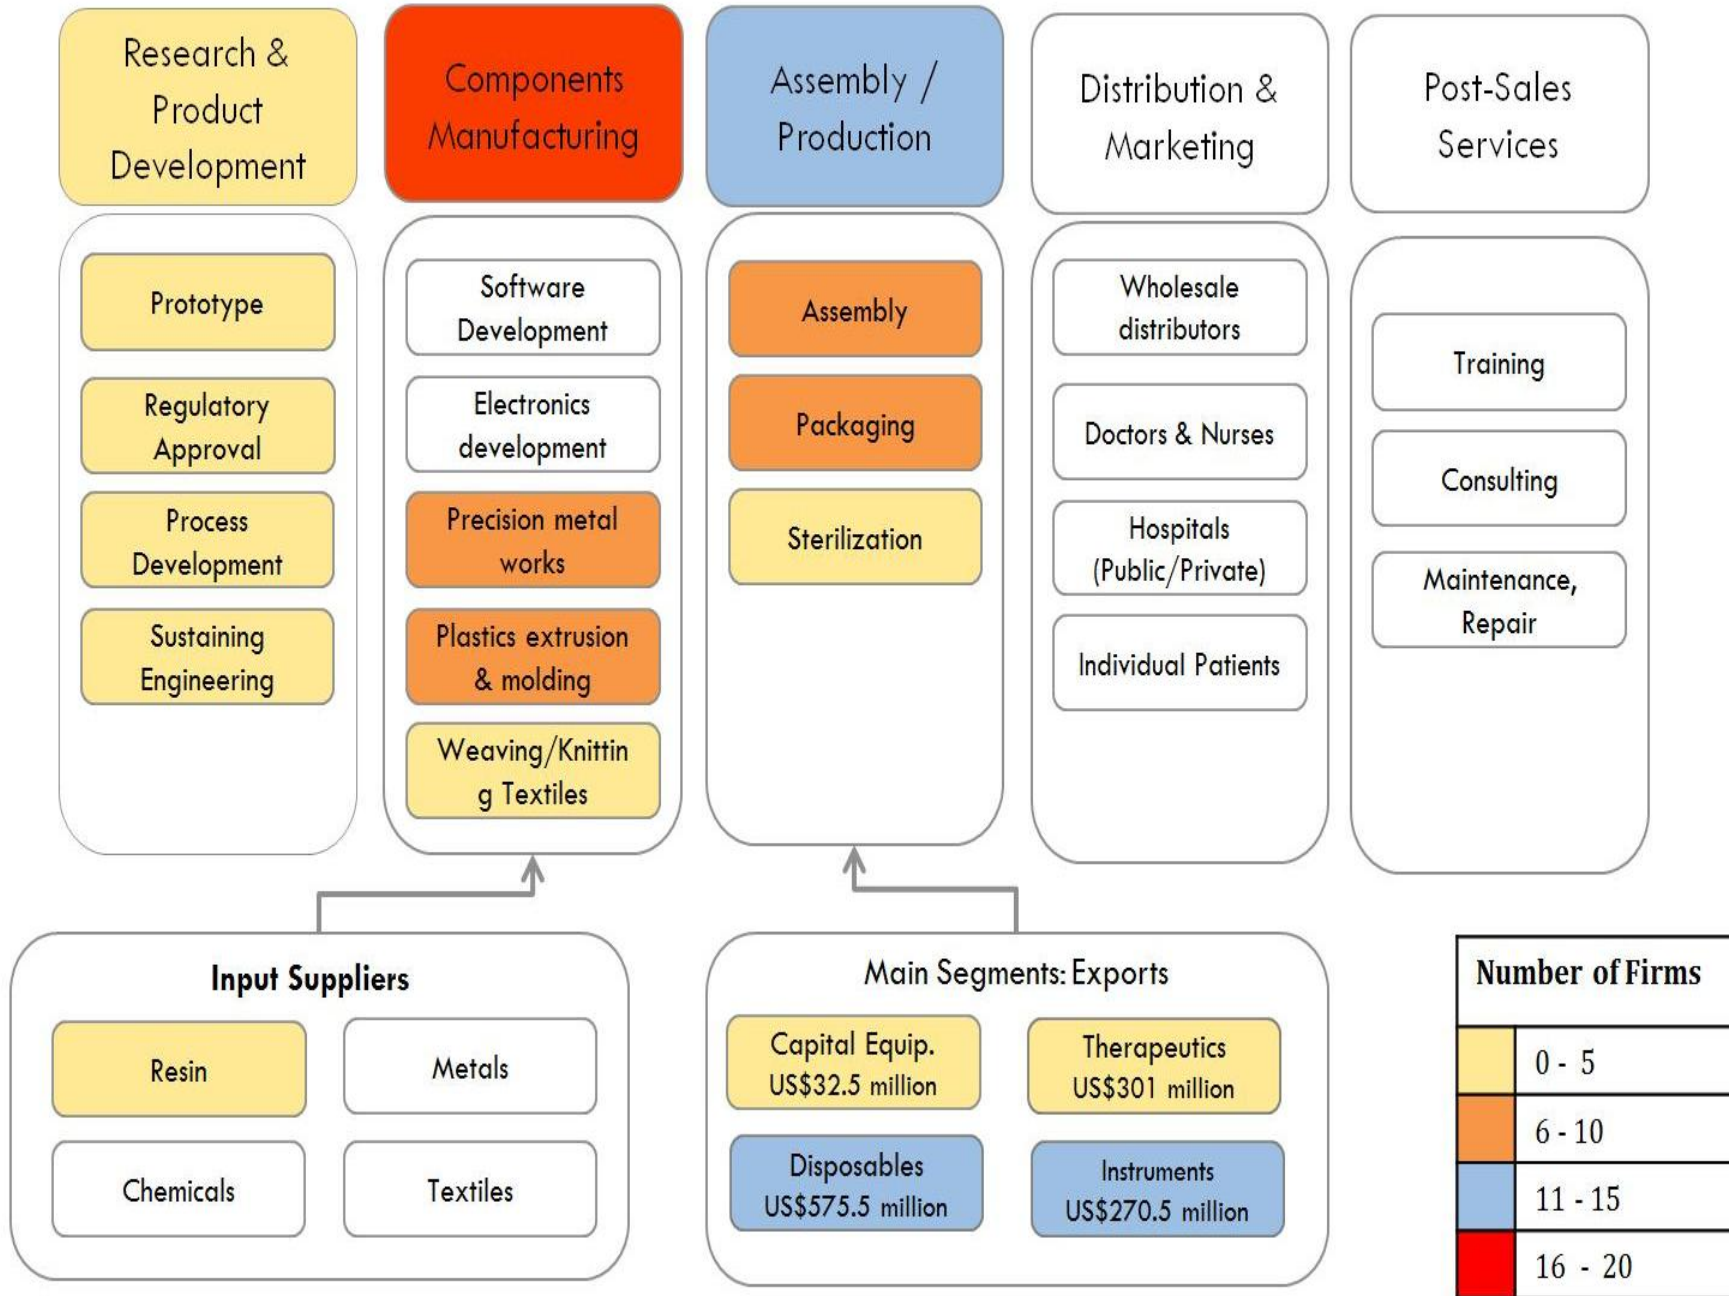 Research &
Product
Development
Components
Manufacturing
Assembly /
Production
Distribution &
Marketing
Post-Sales
Services
Prototype
Regulatory
Approval
Process
Development
Sustaining
Engineering
Software
Development
Electronics
development
Precision metal
works
Plastics extrusion
& molding
Weaving/Knittin
g Textiles
Assembly
Packaging
Sterilization
Wholesale
distributors
Doctors & Nurses
Hospitals
(Public/Private)
Individual Patients
Training
Consulting
Maintenance,
Repair
Input Suppliers
Resin
Metals
Chemicals
Textiles
Main Segments: Exports
Capital Equip.
US$32.5 million
Therapeutics
US$301 million
Disposables
US$575.5 million
Instruments
US$270.5 million
Number of Firms
0 - 5
6 - 10
11 - 15
16 - 20